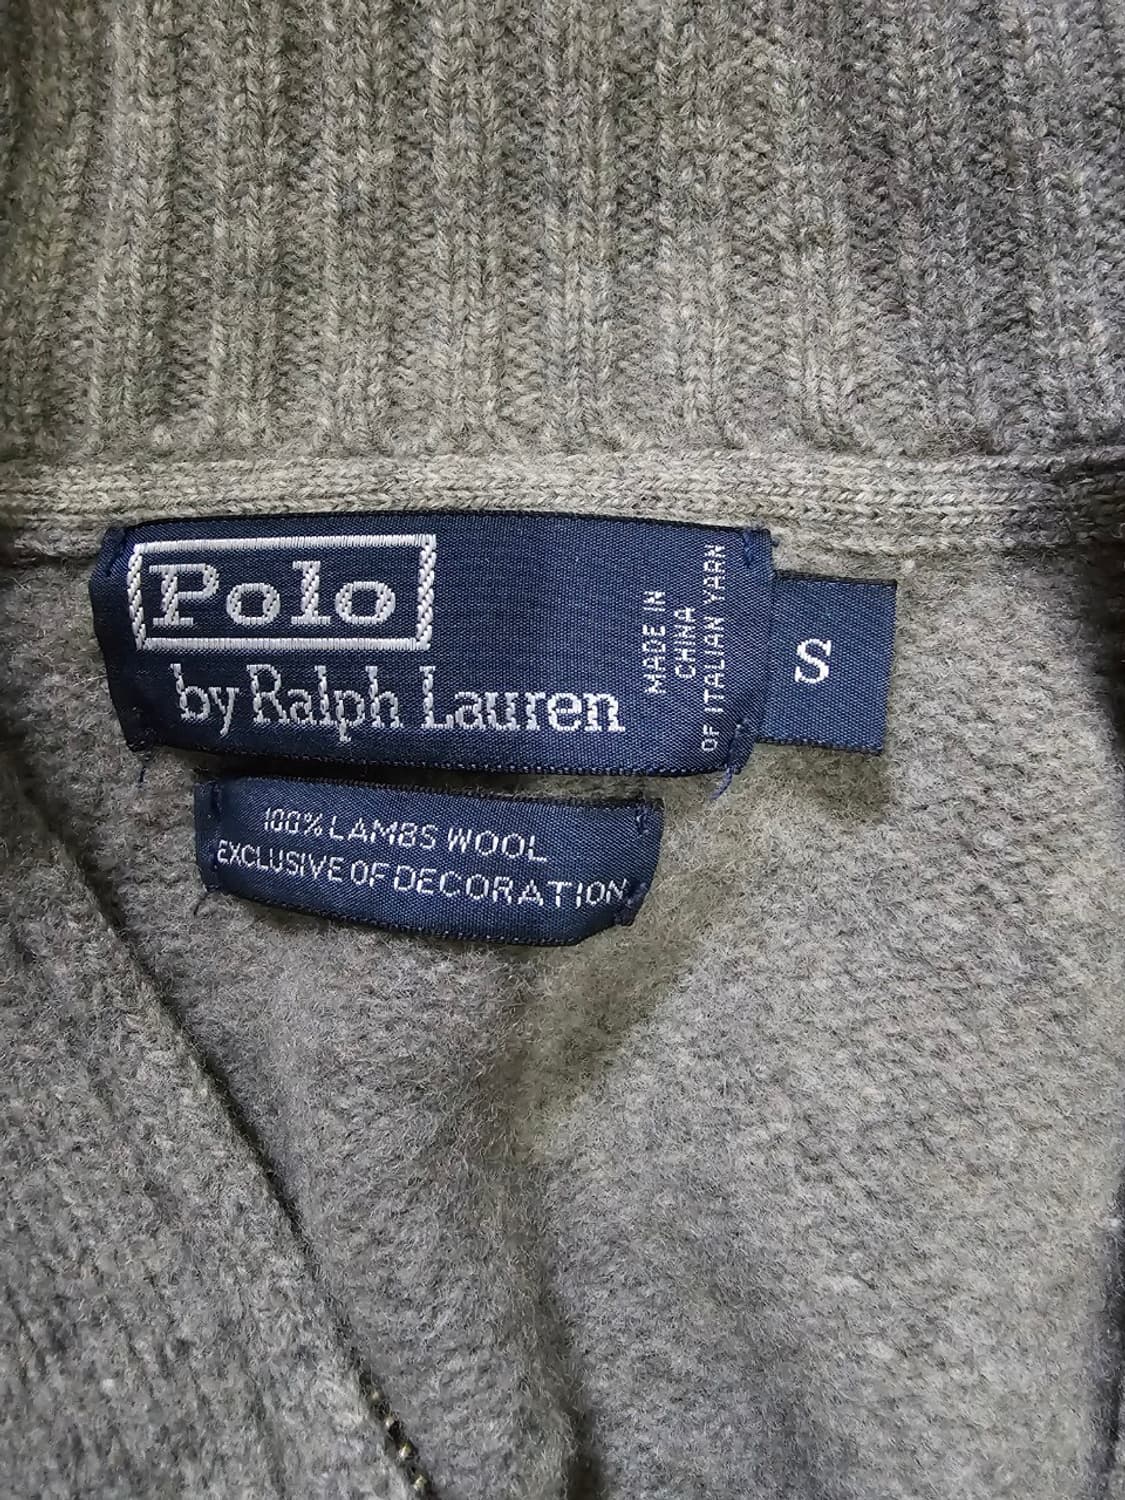 Polo
by Ralph Lauren
MADE IN
CHINA
OF ITALIAN YARN
S
100% LAMBS WOOL
EXCLUSIVE OF DECORATION